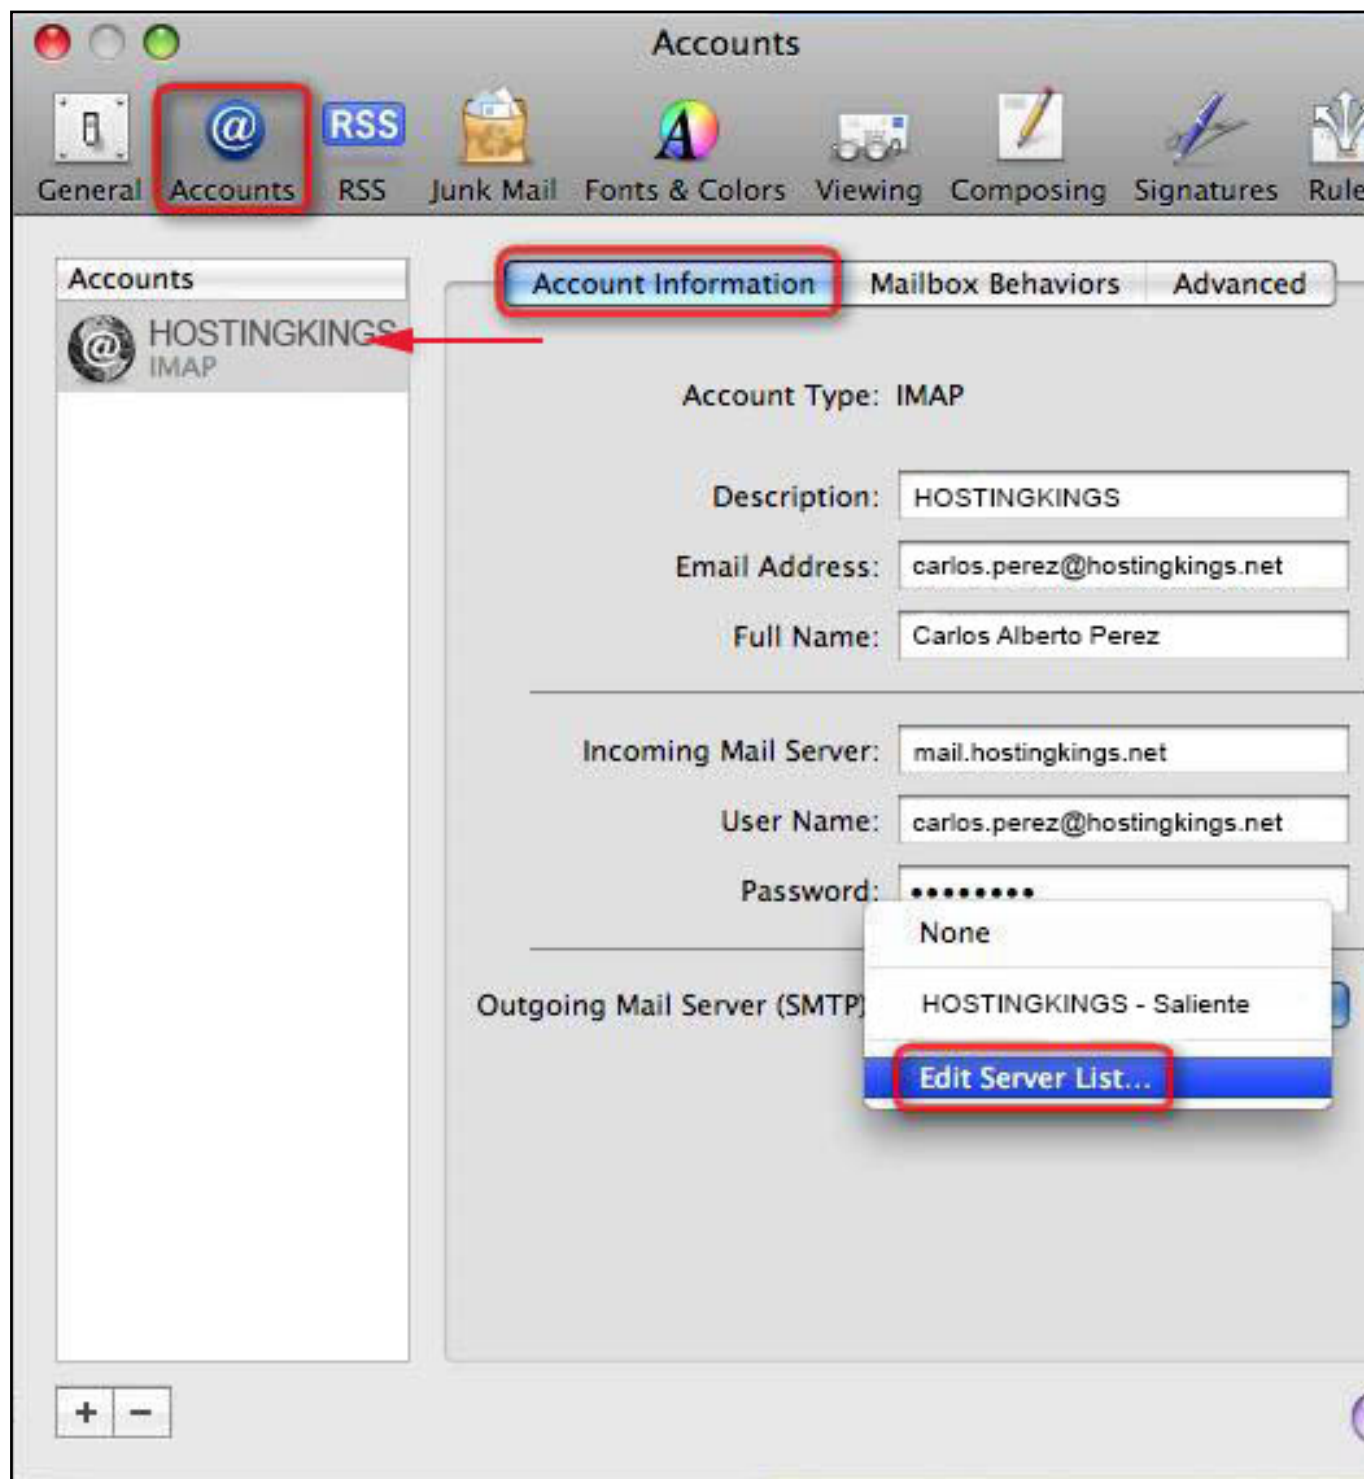 Accounts
RSS
General Accounts RSS Junk Mail Fonts & Colors Viewing Composing Signatures Rule
Accounts
HOSTINGKINGS
IMAP
Account Information Mailbox Behaviors Advanced
Account Type: IMAP
Description: HOSTINGKINGS
Email Address: carlos.perez@hostingkings.net
Full Name: Carlos Alberto Perez
Incoming Mail Server: mail.hostingkings.net
User Name: carlos.perez@hostingkings.net
Password: ••••••••
None
Outgoing Mail Server (SMTP) HOSTINGKINGS - Saliente
Edit Server List...